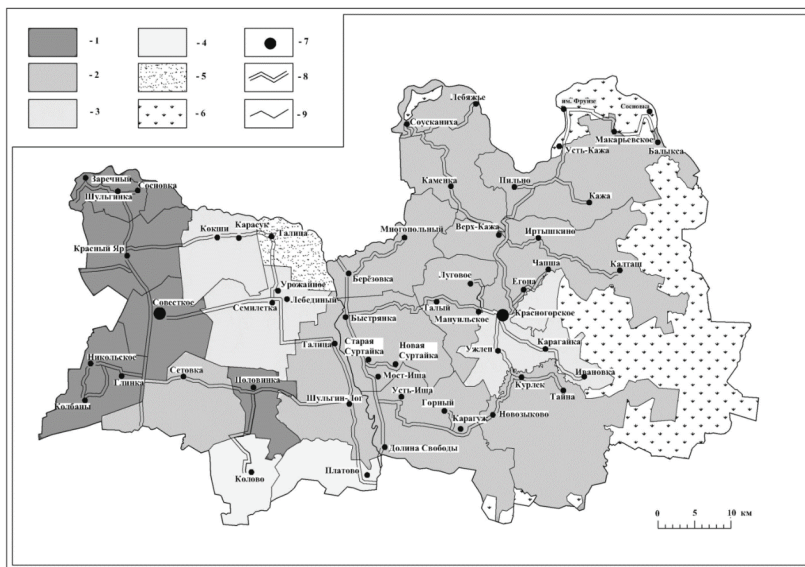 - 1
- 4
- 7
- 2
- 5
- 8
- 3
- 6
- 9
Лебяжье
Соусканиха
им. Фрунзе
Сосновка
Макарьевское
Усть-Кажа
Балыкса
Заречный
Шульгинка
Сосновка
Каменка
Пильно
Кажа
Кокши
Карасук
Талица
Многопольный
Верх-Кажа
Иртышкино
Красный Яр
Берёзовка
Луговое
Чапша
Калташ
Егона
Урожайное
Лебединый
Семилетка
Советское
Быстрянка
Талый
Мануильское
Красногорское
Талица
Старая
Суртайка
Новая
Суртайка
Ужлеп
Карагайка
Никольское
Глинка
Сетовка
Половинка
Мост-Иша
Усть-Иша
Курлек
Ивановка
Тайна
Колбаны
Шульгин-Лог
Горный
Карагуж
Новозыково
Долина Свободы
Колово
Платово
0 5 10 км